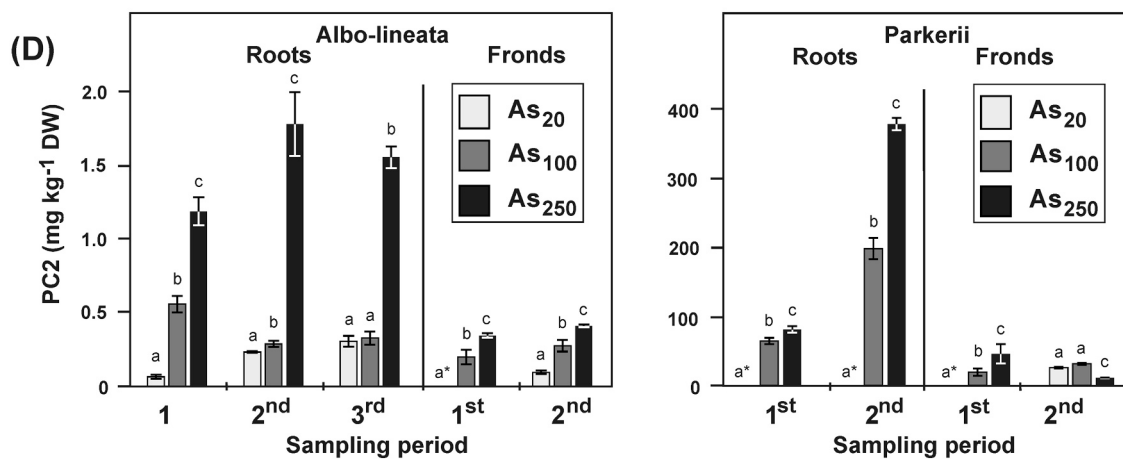 (D)
Albo-lineata
Roots
Fronds
PC2 (mg kg-1 DW)
2.0
1.5
1.0
0.5
0
As20
As100
As250
a b c
a b c
a a b
a* b c
a b c
1 2nd 3rd 1st 2nd
Sampling period
Parkerii
Roots
Fronds
400
300
200
100
0
As20
As100
As250
a* b c
a* b c
a* b c
a a c
1st 2nd 1st 2nd
Sampling period